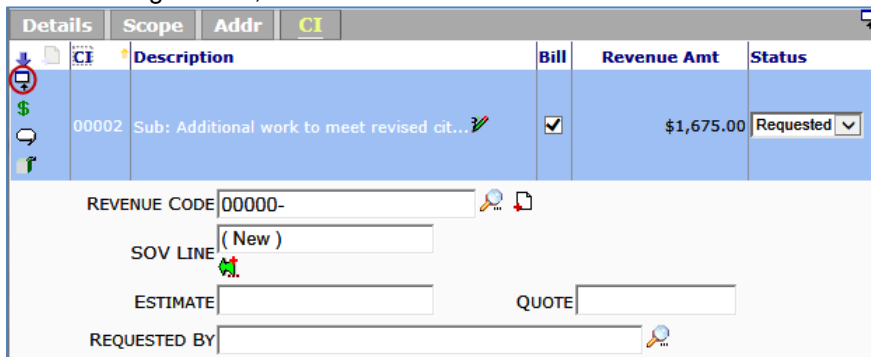 Details Scope Addr CI
CI Description Bill Revenue Amt Status
$
00002 Sub: Additional work to meet revised cit... $1,675.00 Requested
REVENUE CODE 00000-
SOV LINE ( New )
ESTIMATE QUOTE
REQUESTED BY